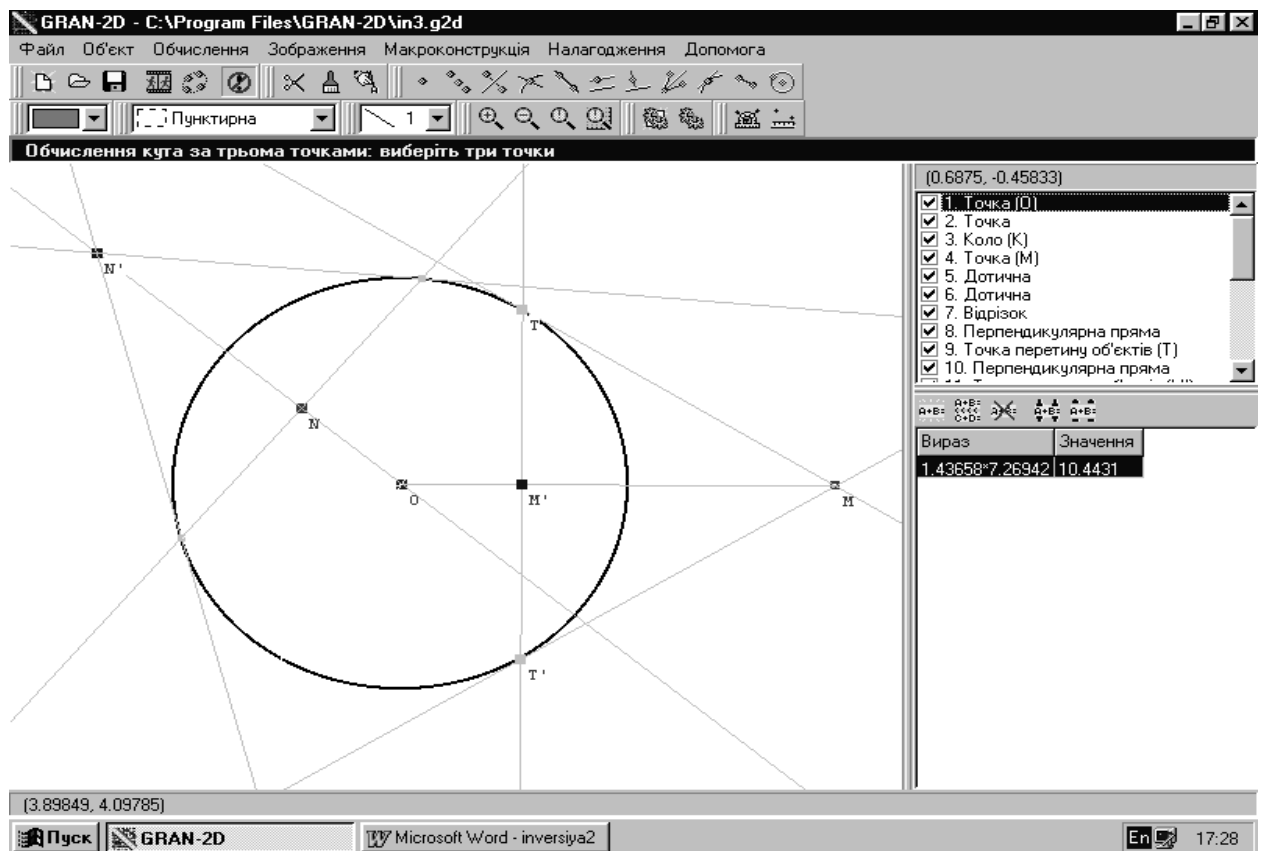 GRAN-2D - C:\Program Files\GRAN-2D\in3.g2d
Файл Об'єкт Обчислення Зображення Макроконструкція Налагодження Допомога
Пунктирна 1
Обчислення кута за трьома точками: виберіть три точки
(0.6875, -0.45833)
1. Точка (O)
2. Точка
3. Коло (K)
4. Точка (M)
5. Дотична
6. Дотична
7. Відрізок
8. Перпендикулярна пряма
9. Точка перетину об'єктів (T)
10. Перпендикулярна пряма
A+B= A+B= C+D= A+B= A+B= A+B=
Вираз Значення
1.43658*7.26942 10.4431
N'
T
N
O M' M
T'
(3.89849, 4.09785)
Пуск GRAN-2D Microsoft Word - inversiya2 En 17:28